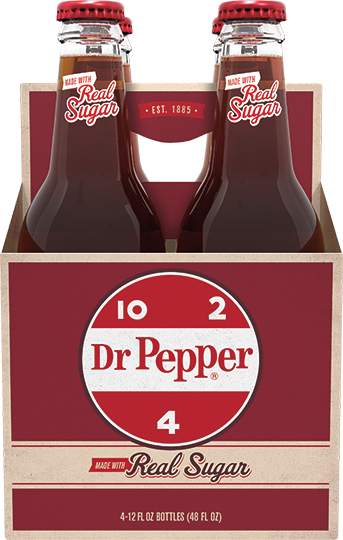 MADE WITH
Real
Sugar
MADE WITH
Real
Sugar
• EST. 1885 •
10 2
Dr Pepper®
4
MADE WITH Real Sugar
4-12 FL OZ BOTTLES (48 FL OZ)